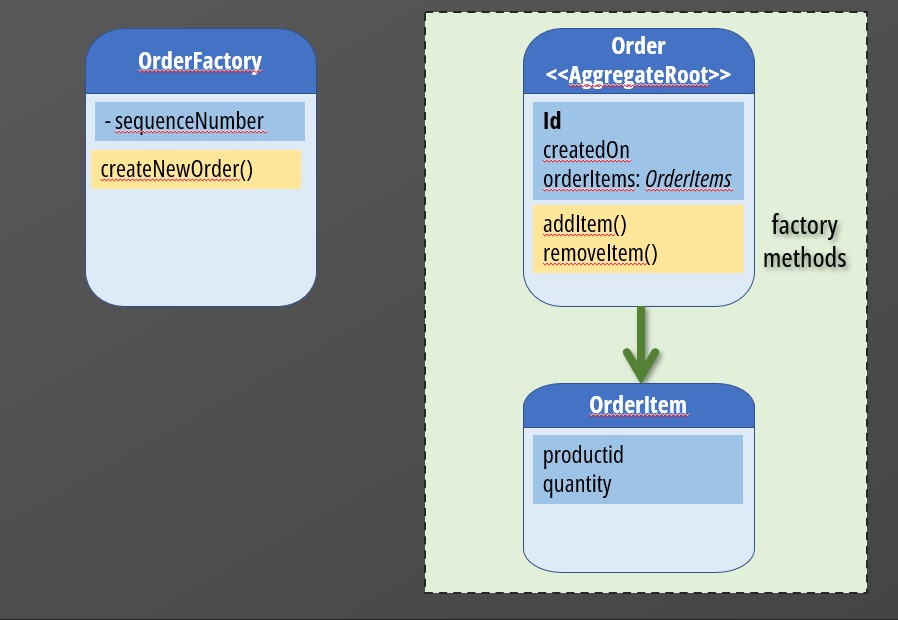 OrderFactory
- sequenceNumber
createNewOrder()
Order
<<AggregateRoot>>
Id
createdOn
orderItems: OrderItems
addItem()
removeItem()
factory
methods
OrderItem
productid
quantity